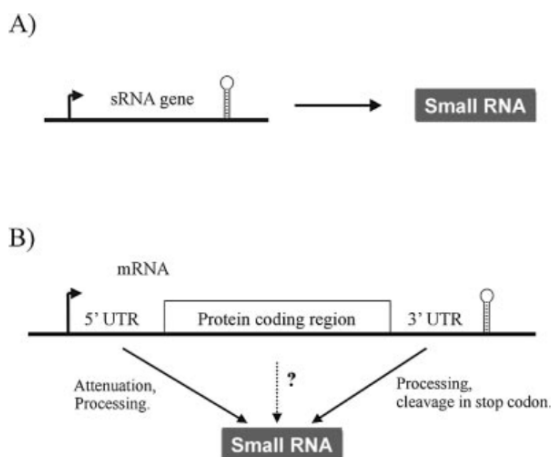 A)
sRNA gene
Small RNA
B)
mRNA
5' UTR
Protein coding region
3' UTR
Attenuation,
Processing.
?
Processing,
cleavage in stop codon.
Small RNA